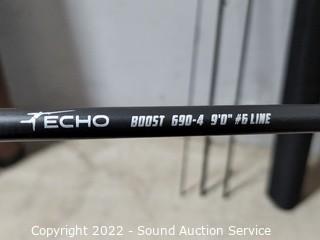 ECHO BOOST 690-4 9'0" #6 LINE
Copyright 2022 - Sound Auction Service